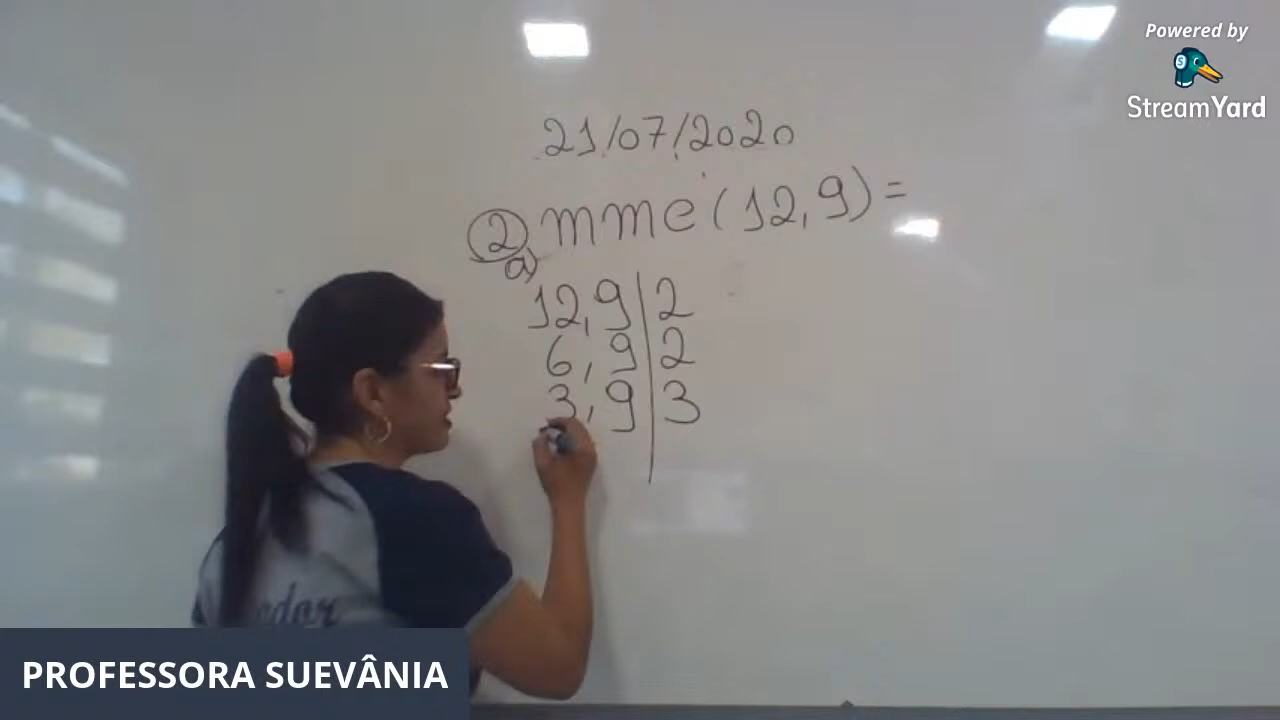 Powered by
StreamYard
21/07/2020
2 mmc (12,9) =
a)
12, 9 | 2
6, 9 | 2
3, 9 | 3
PROFESSORA SUEVÂNIA